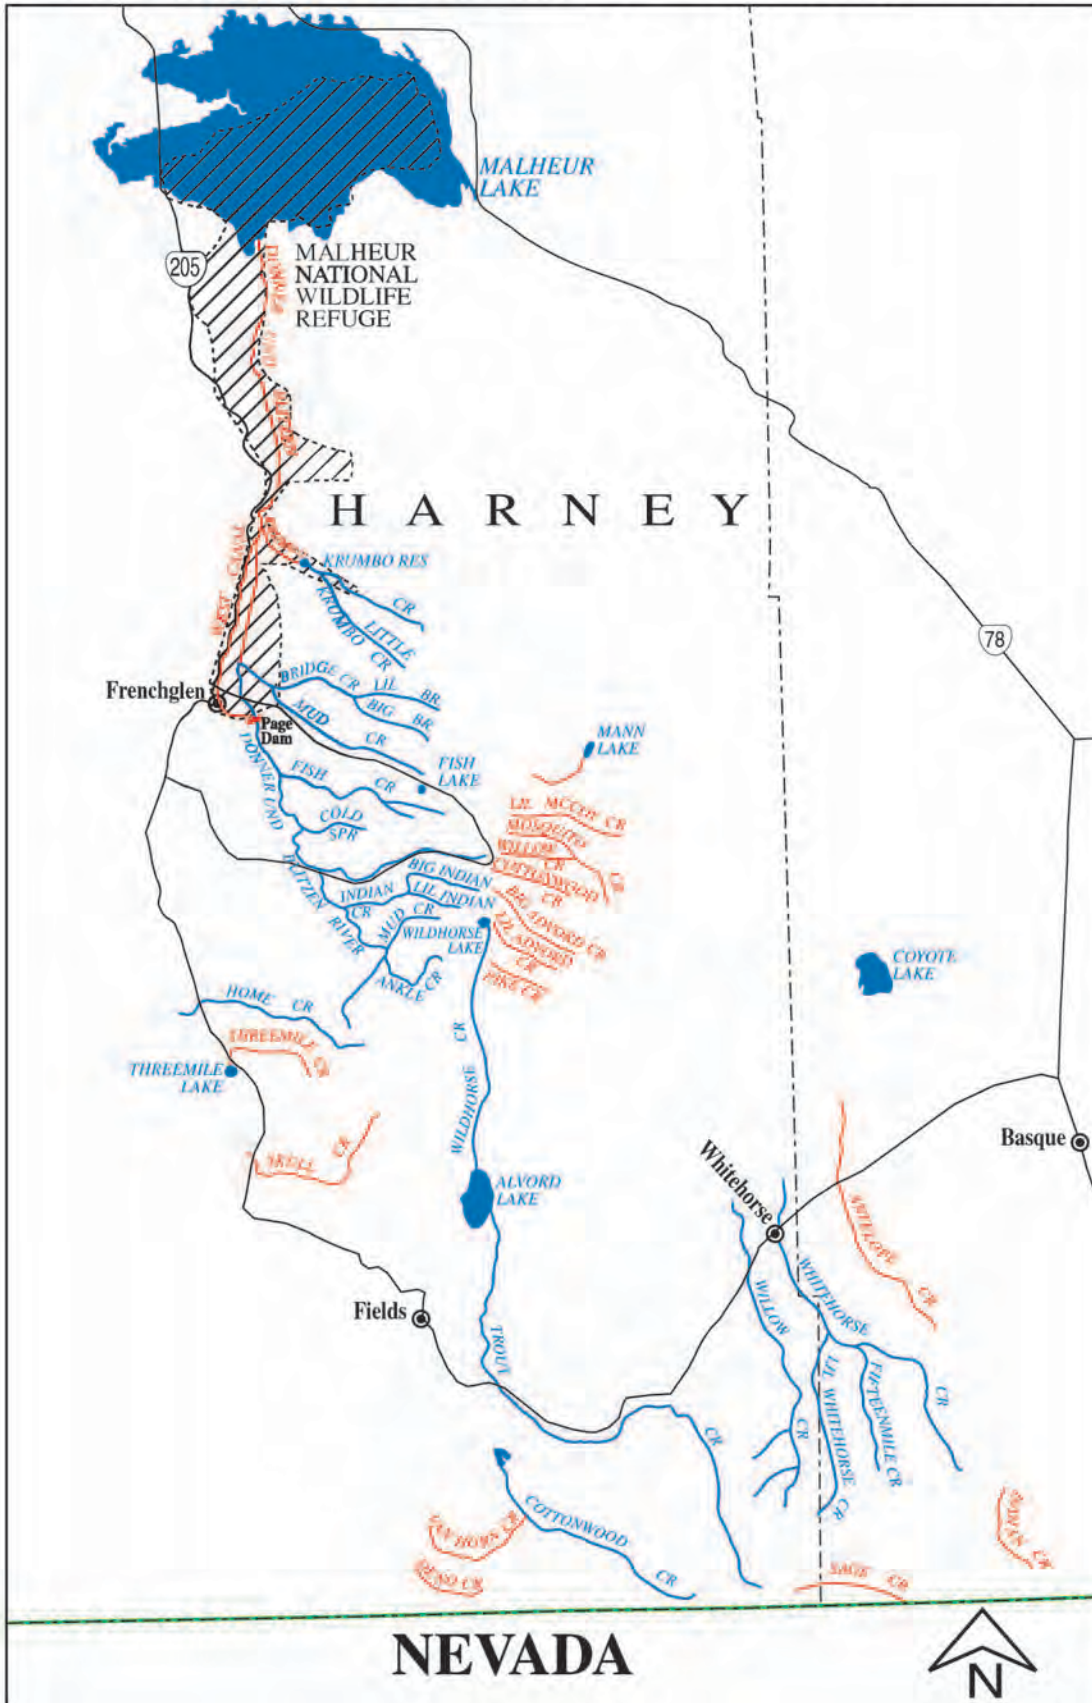 MALHEUR
LAKE
205
MALHEUR
NATIONAL
WILDLIFE
REFUGE
DONNER UND
BLITZEN
HARNEY
WEST CANAL
KRUMBO RES
CR
KRUMBO
LITTLE
CR
78
Frenchglen
BRIDGE CR
LIL BR
BIG BR
MUD
CR
Page
Dam
MANN
LAKE
FISH
LAKE
DONNER UND
FISH CR
COLD
SPR
LIL MCCOY CR
MOSQUITO
CR
WILLOW
CR
COTTONWOOD
CR
BLITZEN
RIVER
BIG INDIAN
INDIAN
CR
LIL INDIAN
MUD CR
BIG ALVORD CR
LIL ALVORD
CR
WILDHORSE
LAKE
PIKE CR
ANKLE CR
COYOTE
LAKE
HOME CR
THREEMILE CR
THREEMILE
LAKE
WILDHORSE CR
SKULL CR
Basque
Whitehorse
ALVORD
LAKE
ANTELOPE
CR
Fields
WILLOW
CR
WHITEHORSE
CR
TROUT
CR
LIL WHITEHORSE
CR
FIFTEENMILE CR
COTTONWOOD
CR
VAN HORN CR
DENO CR
SAGE CR
INDIAN CR
NEVADA
N